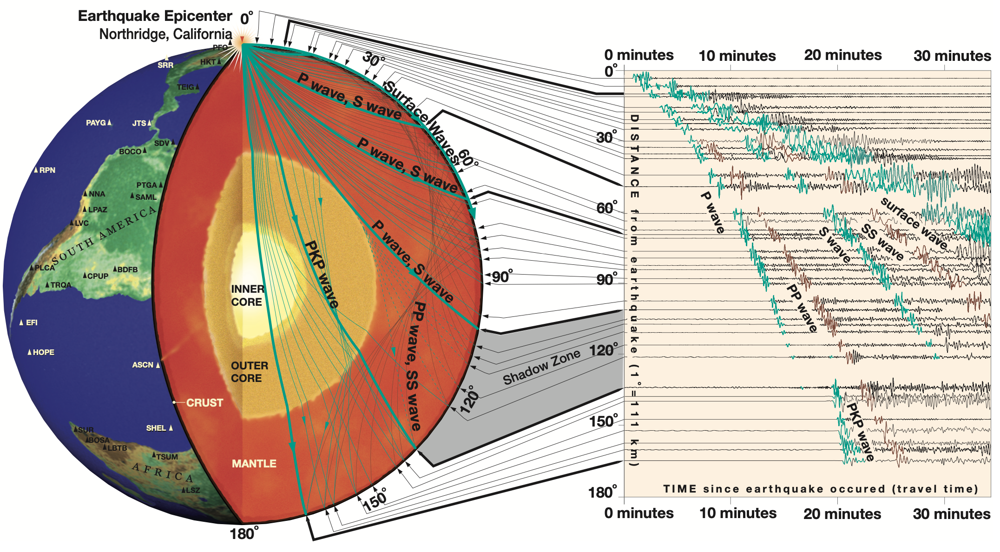 Earthquake Epicenter
Northridge, California
0°
PFO
HKT
SRR
TEIG
PAYG
JTS
SDV
BOCO
RPN
PTGA
NNA
SAML
LPAZ
LVC
SOUTH AMERICA
PLCA
CPUP
BDFB
TRQA
EFI
HOPE
ASCN
CRUST
SHEL
SUR
BOSA
LBTB
TSUM
AFRICA
LSZ
INNER
CORE
OUTER
CORE
MANTLE
180°
P wave, S wave
P wave, S wave
P wave, S wave
PKP wave
PP wave, SS wave
Surface Waves
30°
60°
90°
120°
150°
Shadow Zone
0 minutes
10 minutes
20 minutes
30 minutes
0°
30°
60°
90°
120°
150°
180°
DISTANCE from earthquake (1°=111 km)
P wave
PP wave
S wave
SS wave
surface wave
PKP wave
TIME since earthquake occured (travel time)
0 minutes
10 minutes
20 minutes
30 minutes